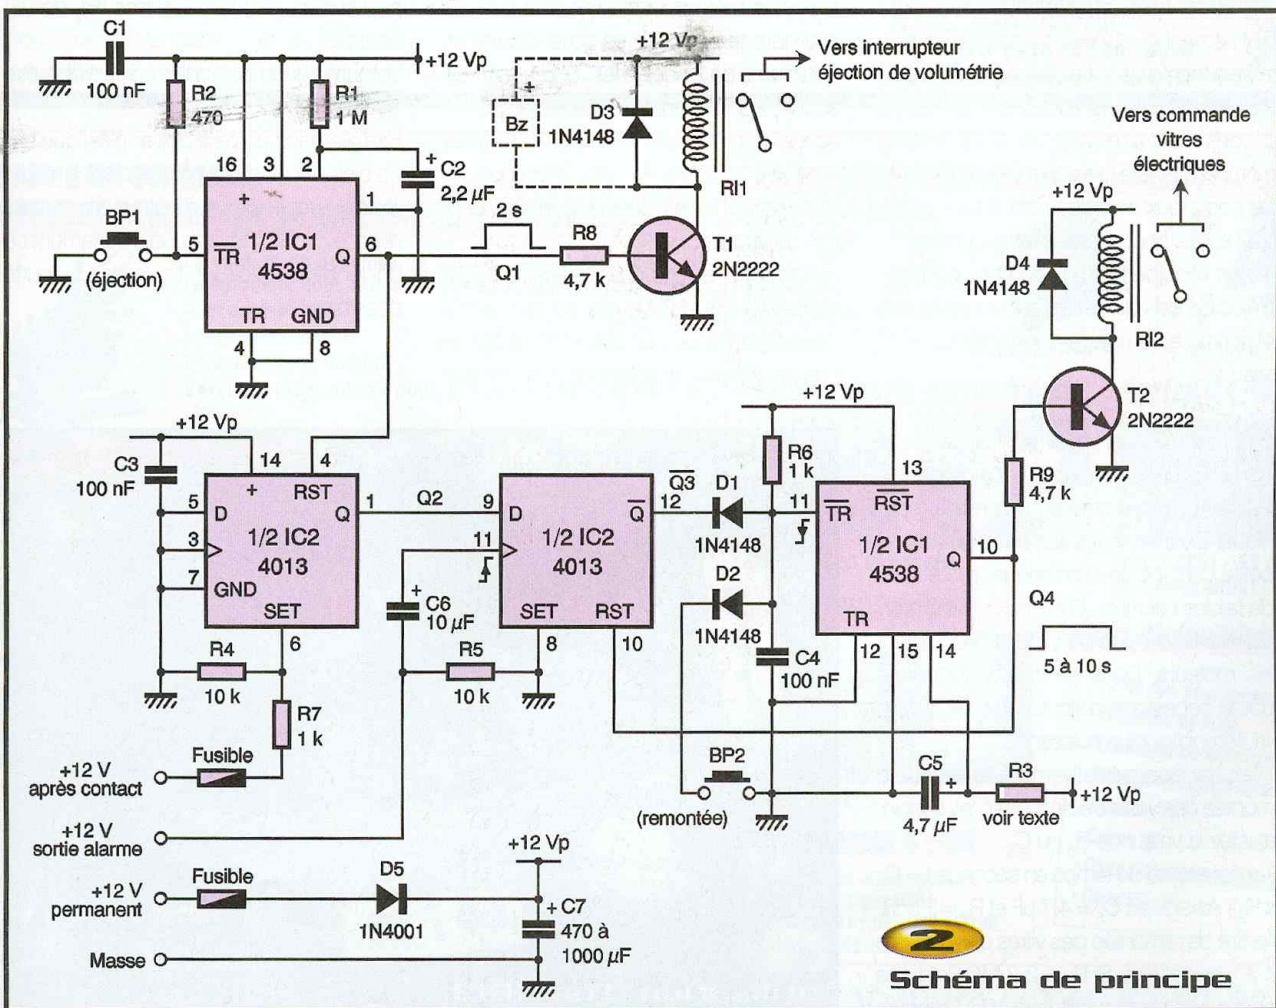 C1
100 nF
R2
470
R1
1 M
+12 Vp
+12 Vp
Vers interrupteur
éjection de volumétrie
+
Bz
D3
1N4148
Rl1
Vers commande
vitres
électriques
+12 Vp
16 3 2
+
C2
2,2 µF
+
1
BP1
(éjection)
5
TR
1/2 IC1
4538
Q
6
TR GND
4 8
2 s
Q1
R8
4,7 k
T1
2N2222
D4
1N4148
Rl2
T2
2N2222
+12 Vp
C3
100 nF
14 4
+ RST
5 D
3
7 GND
1/2 IC2
4013
Q
1
SET
6
Q2
9 D
11
1/2 IC2
4013
Q
Q3
12
SET RST
8 10
+
C6
10 µF
R4
10 k
R5
10 k
R7
1 k
+12 Vp
R6
1 k
D1
1N4148
D2
1N4148
11
TR
13
RST
1/2 IC1
4538
Q 10
TR
12 15 14
R9
4,7 k
Q4
5 à 10 s
C4
100 nF
BP2
(remontée)
C5
+
4,7 µF
R3
voir texte
+12 Vp
+12 V
après contact
Fusible
+12 V
sortie alarme
+12 V
permanent
Fusible
D5
1N4001
+12 Vp
+
C7
470 à
1000 µF
Masse
2
Schéma de principe